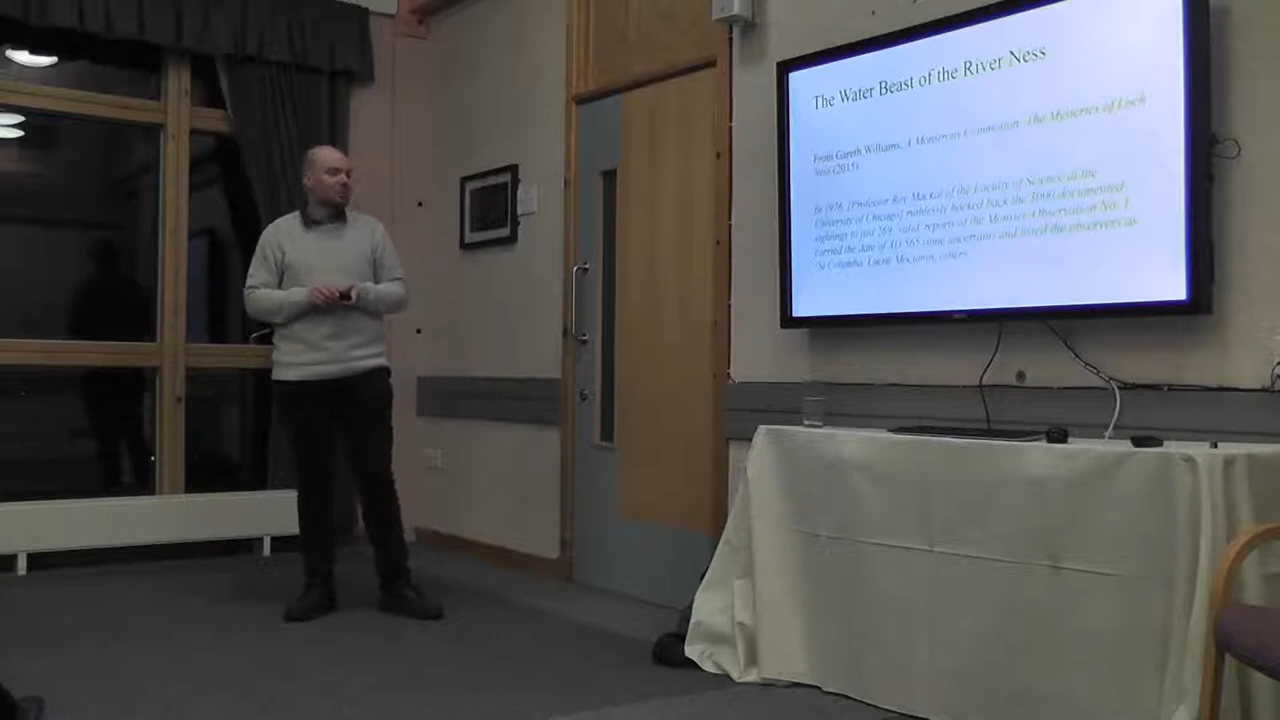 The Water Beast of the River Ness
From Gareth Williams, A Monstrous Commotion: The Mysteries of Loch
Ness (2015)
In 1976, [Professor Roy Mackal of the Faculty of Science at the
University of Chicago] ruthlessly hacked back the 3000 documented
sightings to just 269 valid reports of the Monster. Observation No. 1
carried the date of AD 565 (time uncertain) and listed the observers as
'St Columba, Lugne Mocumin, others'